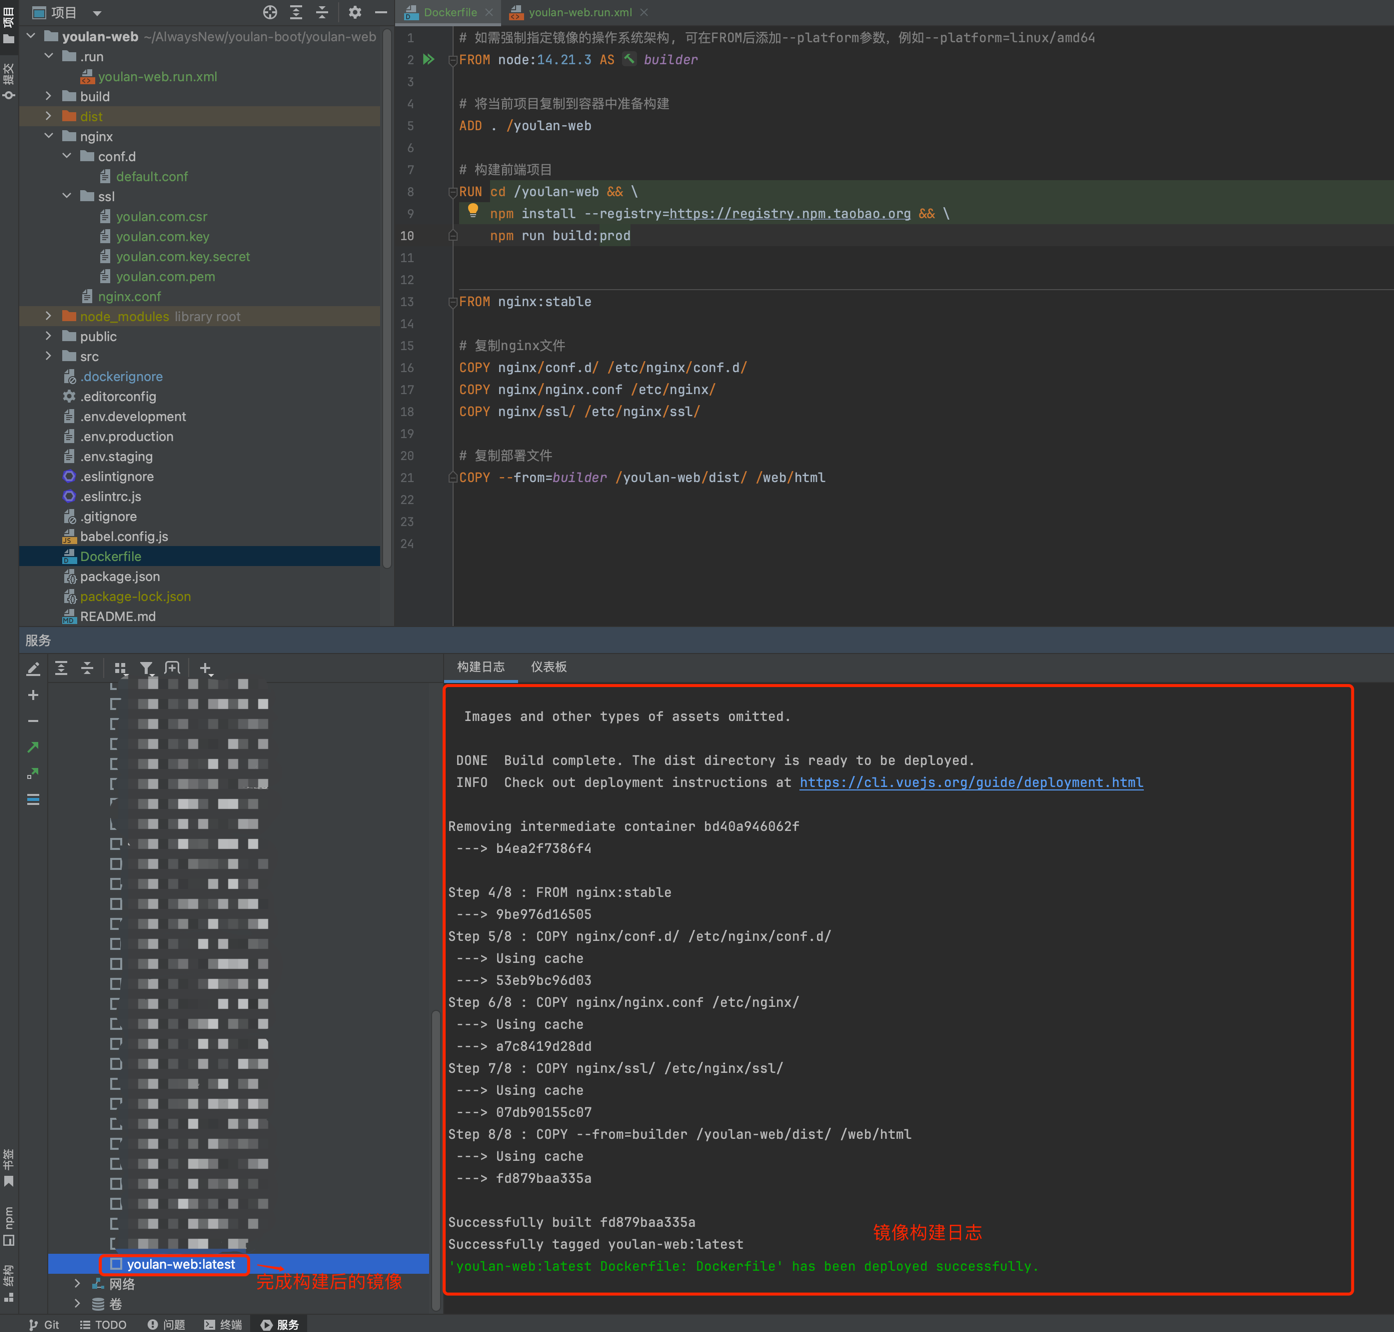 项目
Dockerfile
youlan-web.run.xml
项目
提交
youlan-web ~/AlwaysNew/youlan-boot/youlan-web
.run
youlan-web.run.xml
build
dist
nginx
conf.d
default.conf
ssl
youlan.com.csr
youlan.com.key
youlan.com.key.secret
youlan.com.pem
nginx.conf
node_modules library root
public
src
.dockerignore
.editorconfig
.env.development
.env.production
.env.staging
.eslintignore
.eslintrc.js
.gitignore
babel.config.js
Dockerfile
package.json
package-lock.json
README.md
1 # 如需强制指定镜像的操作系统架构，可在FROM后添加--platform参数，例如--platform=linux/amd64
2 FROM node:14.21.3 AS builder
3
4 # 将当前项目复制到容器中准备构建
5 ADD . /youlan-web
6
7 # 构建前端项目
8 RUN cd /youlan-web && \
9 npm install --registry=https://registry.npm.taobao.org && \
10 npm run build:prod
11
12
13 FROM nginx:stable
14
15 # 复制nginx文件
16 COPY nginx/conf.d/ /etc/nginx/conf.d/
17 COPY nginx/nginx.conf /etc/nginx/
18 COPY nginx/ssl/ /etc/nginx/ssl/
19
20 # 复制部署文件
21 COPY --from=builder /youlan-web/dist/ /web/html
22
23
24
服务
构建日志 仪表板
Images and other types of assets omitted.
DONE Build complete. The dist directory is ready to be deployed.
INFO Check out deployment instructions at https://cli.vuejs.org/guide/deployment.html
Removing intermediate container bd40a946062f
---> b4ea2f7386f4
Step 4/8 : FROM nginx:stable
---> 9be976d16505
Step 5/8 : COPY nginx/conf.d/ /etc/nginx/conf.d/
---> Using cache
---> 53eb9bc96d03
Step 6/8 : COPY nginx/nginx.conf /etc/nginx/
---> Using cache
---> a7c8419d28dd
Step 7/8 : COPY nginx/ssl/ /etc/nginx/ssl/
---> Using cache
---> 07db90155c07
Step 8/8 : COPY --from=builder /youlan-web/dist/ /web/html
---> Using cache
---> fd879baa335a
Successfully built fd879baa335a
镜像构建日志
Successfully tagged youlan-web:latest
'youlan-web:latest Dockerfile: Dockerfile' has been deployed successfully.
youlan-web:latest
完成构建后的镜像
网络
卷
书签
npm
结构
Git TODO 问题 终端 服务